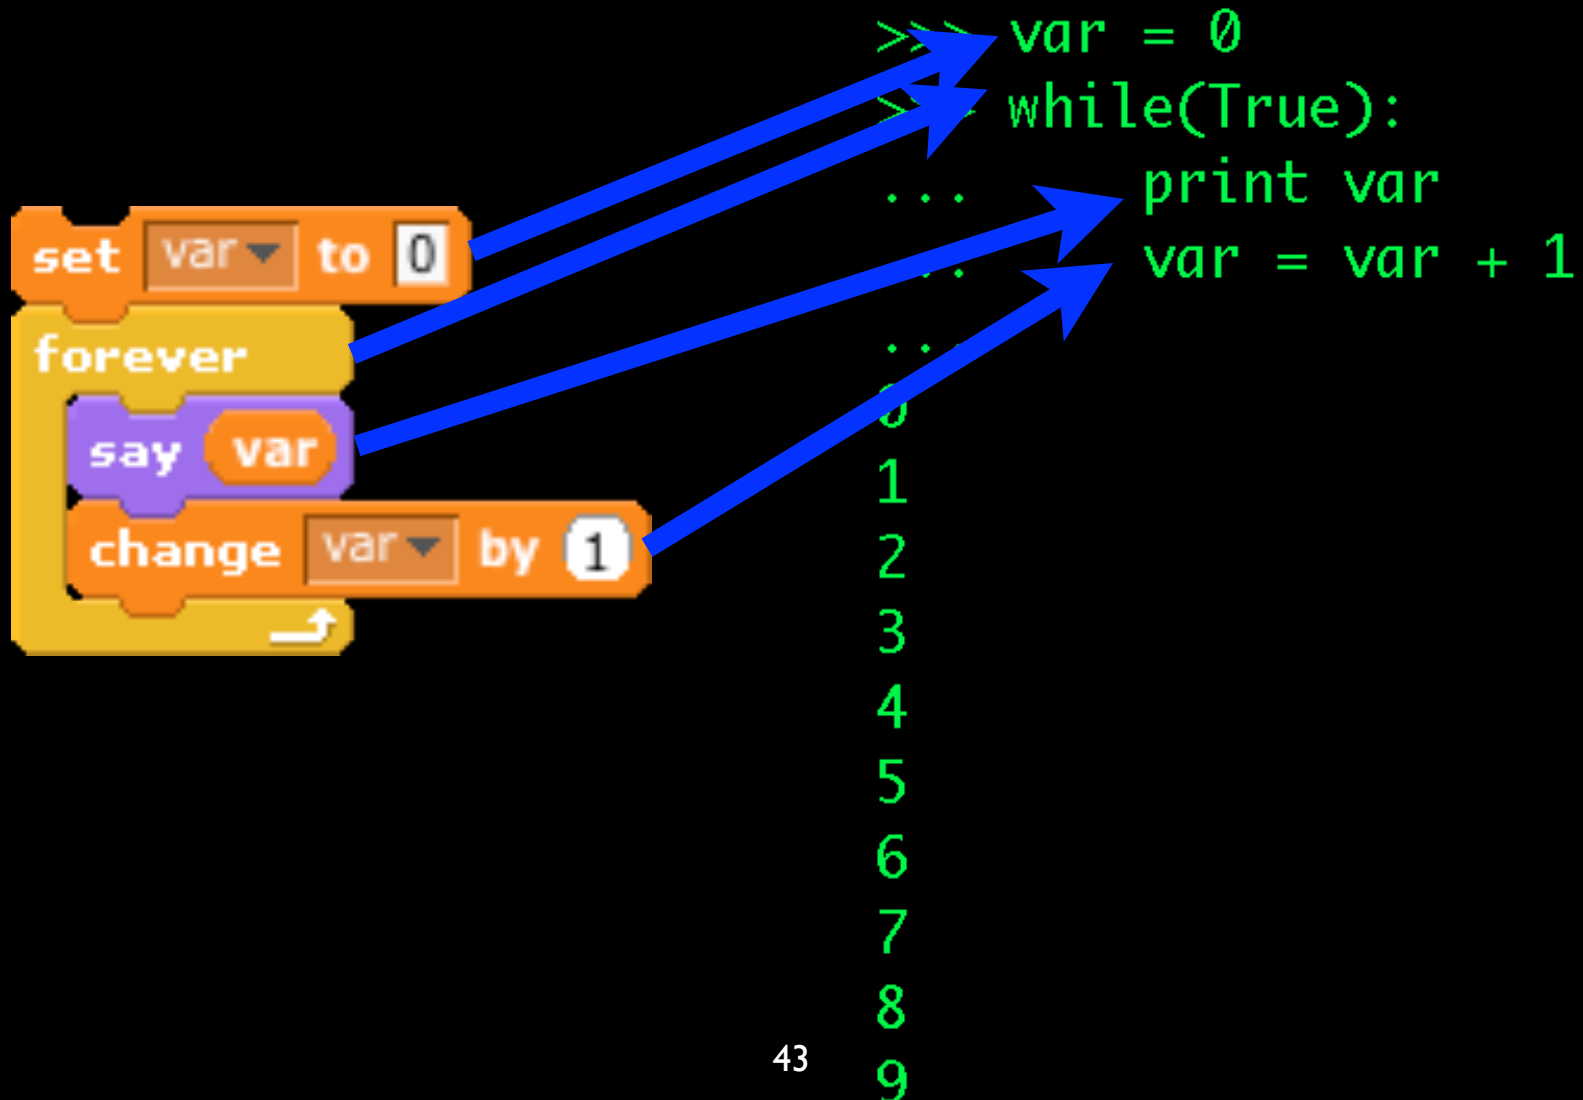 set var to 0
forever
say var
change var by 1
>>> var = 0
>>> while(True):
...     print var
...     var = var + 1
...
0
1
2
3
4
5
6
7
8
9
43